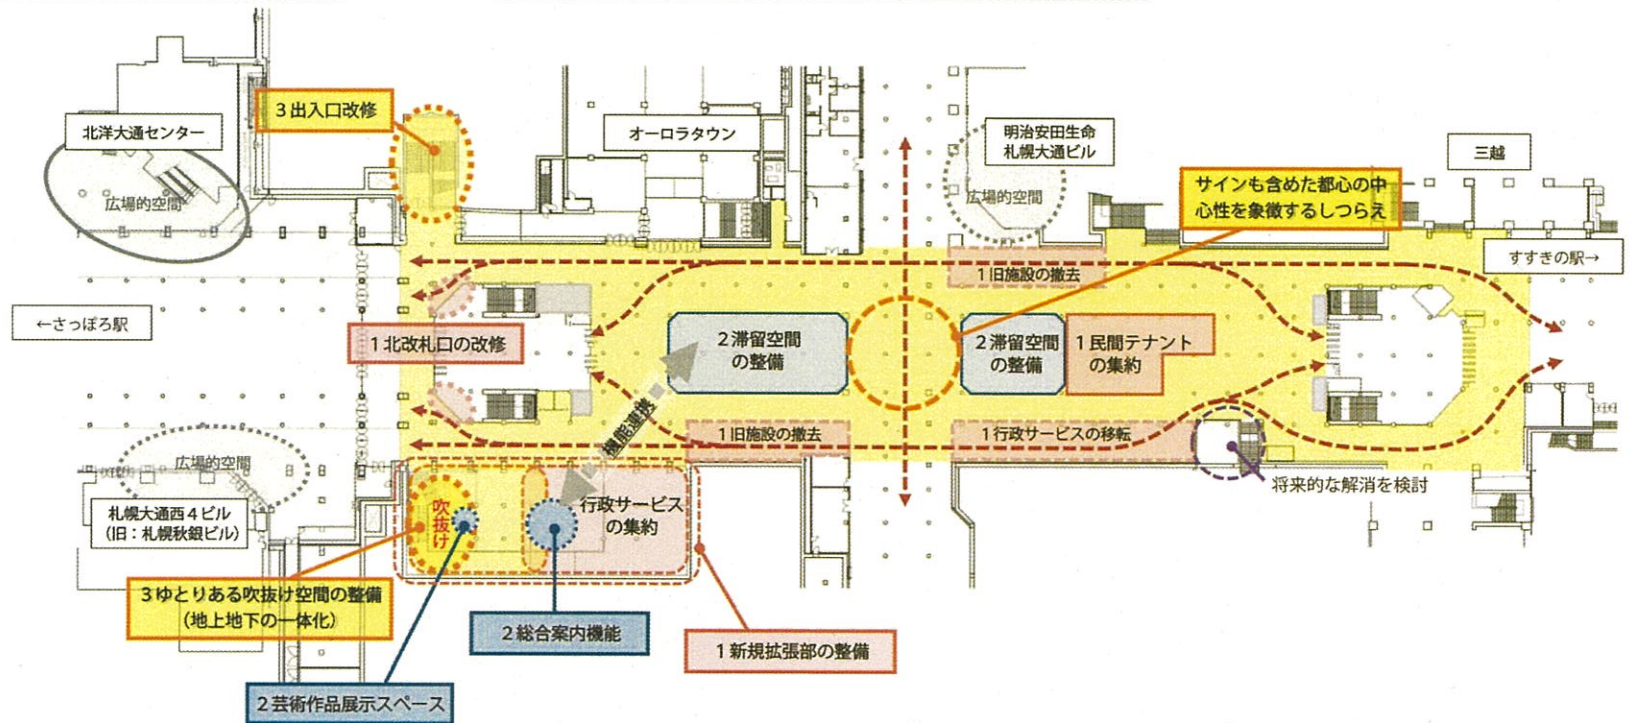 3出入口改修
北洋大通センター
オーロラタウン
明治安田生命
札幌大通ビル
三越
サインも含めた都心の中
心性を象徴するしつらえ
広場的空間
広場的空間
すすきの駅→
1旧施設の撤去
←さっぽろ駅
1北改札口の改修
2滞留空間
の整備
2滞留空間
の整備
1民間テナント
の集約
機能連携
1旧施設の撤去
1行政サービスの移転
広場的空間
将来的な解消を検討
札幌大通西4ビル
(旧:札幌秋銀ビル)
吹抜け
行政サービス
の集約
3ゆとりある吹抜け空間の整備
(地上地下の一体化)
2総合案内機能
1新規拡張部の整備
2芸術作品展示スペース